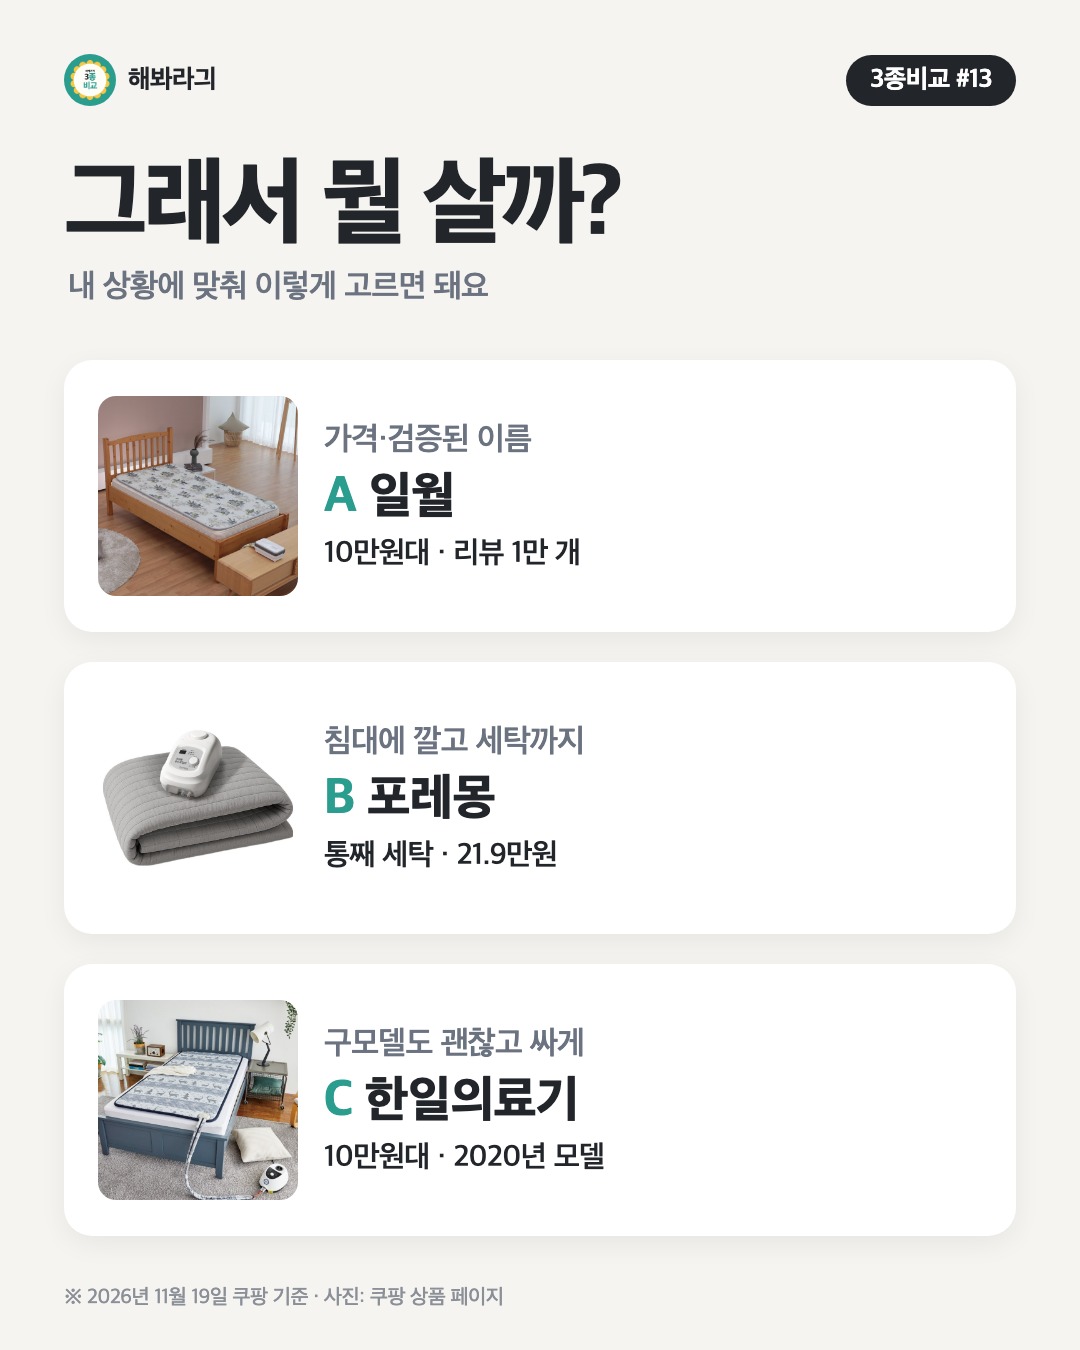 3종
비교
해봐라긔
3종비교 #13
그래서 뭘 살까?
내 상황에 맞춰 이렇게 고르면 돼요
가격·검증된 이름
A 일월
10만원대 · 리뷰 1만 개
침대에 깔고 세탁까지
B 포레몽
통째 세탁 · 21.9만원
구모델도 괜찮고 싸게
C 한일의료기
10만원대 · 2020년 모델
※ 2026년 11월 19일 쿠팡 기준 · 사진: 쿠팡 상품 페이지